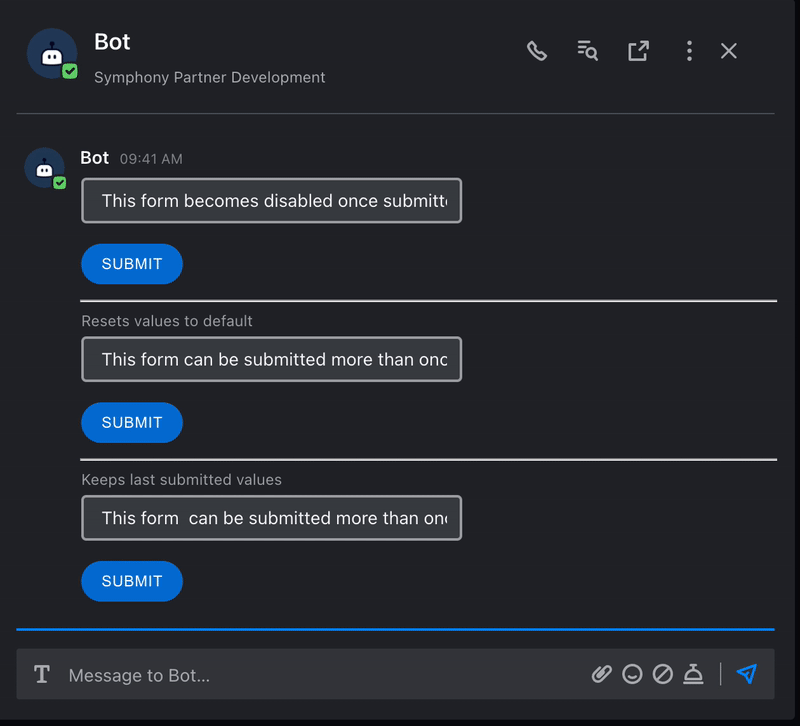 Bot
Symphony Partner Development
Bot 09:41 AM
This form becomes disabled once submitt
SUBMIT
Resets values to default
This form can be submitted more than onc
SUBMIT
Keeps last submitted values
This form  can be submitted more than on
SUBMIT
T Message to Bot...